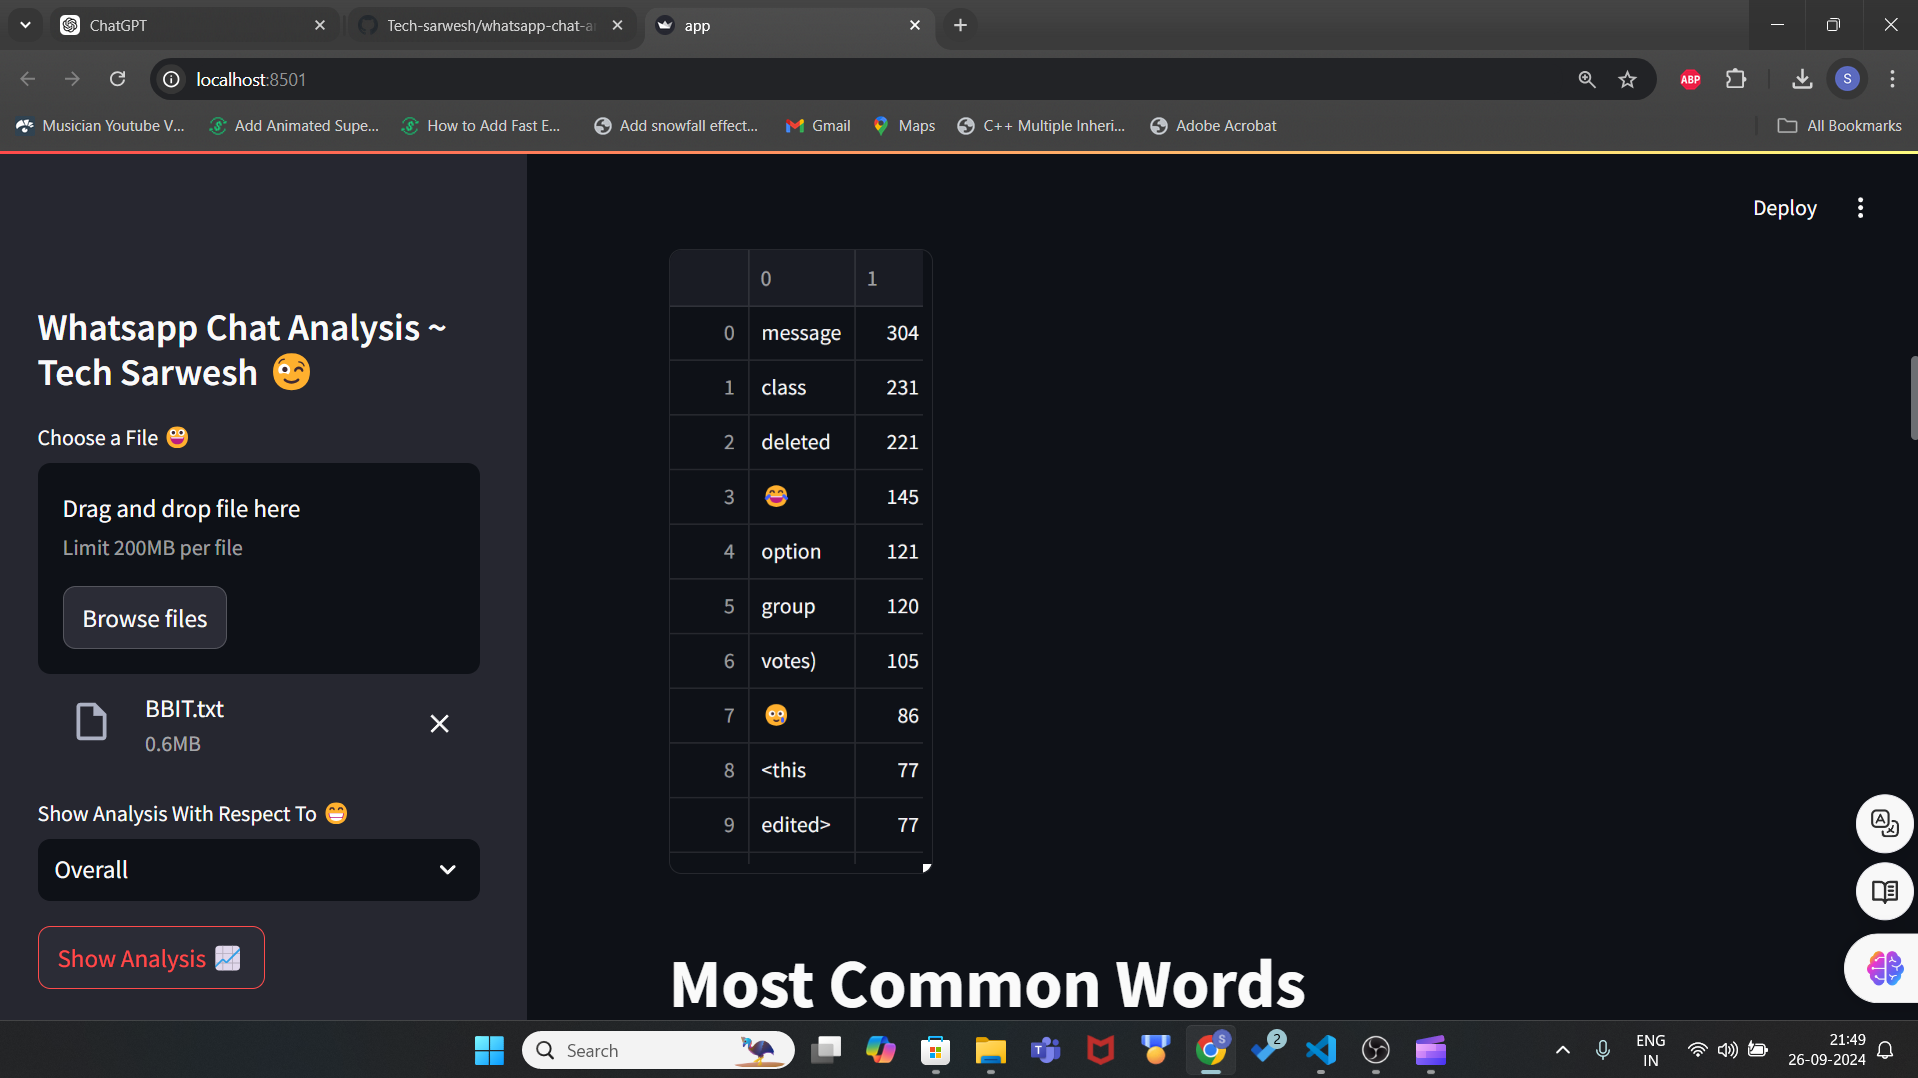 ChatGPT
Tech-sarwesh/whatsapp-chat-a
app
localhost:8501
ABP
S
Musician Youtube V...
Add Animated Supe...
How to Add Fast E...
Add snowfall effect...
Gmail
Maps
C++ Multiple Inheri...
Adobe Acrobat
All Bookmarks
Deploy
Whatsapp Chat Analysis ~
Tech Sarwesh 😉
Choose a File 😀
Drag and drop file here
Limit 200MB per file
Browse files
BBIT.txt
0.6MB
Show Analysis With Respect To 😁
Overall
Show Analysis 📈
0 1
0 message 304
1 class 231
2 deleted 221
3 😂 145
4 option 121
5 group 120
6 votes) 105
7 🥲 86
8 <this 77
9 edited> 77
Most Common Words
Search
S
2
ENG
IN
21:49
26-09-2024